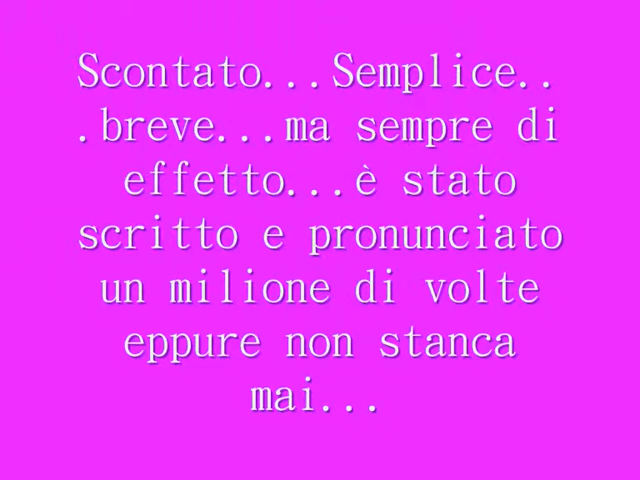 Scontato...Semplice..
.breve...ma sempre di
effetto...è stato
scritto e pronunciato
un milione di volte
eppure non stanca
mai...